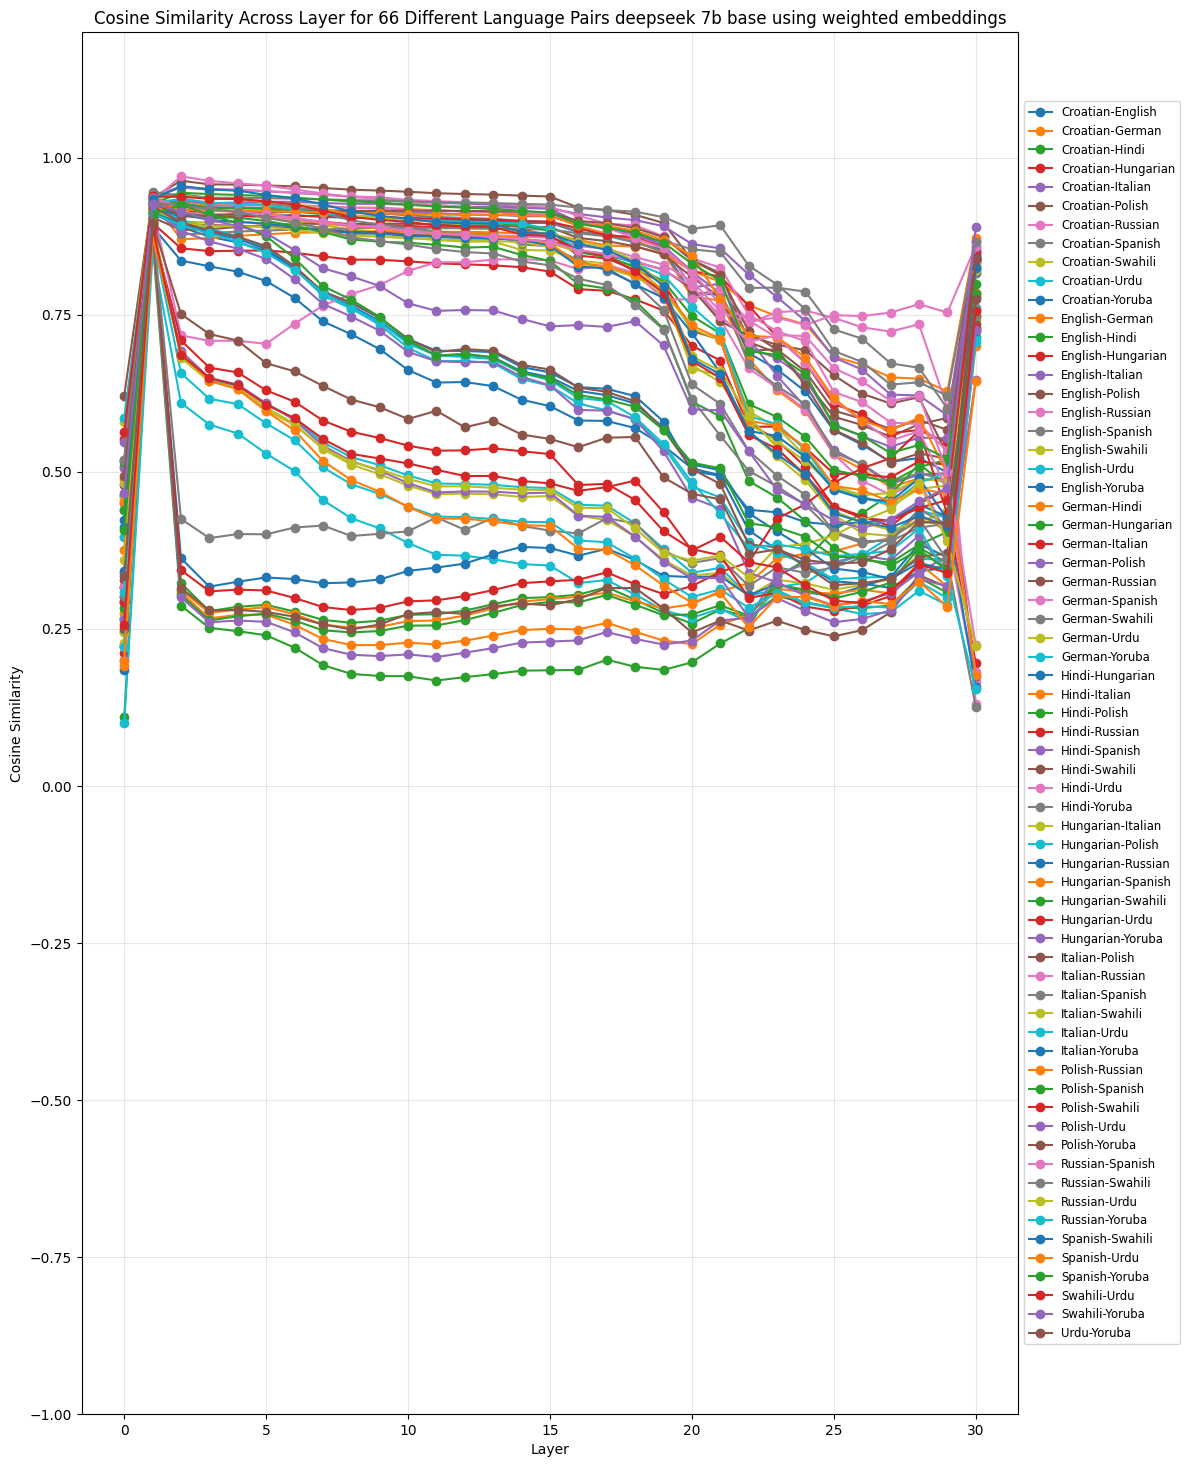 Cosine Similarity Across Layer for 66 Different Language Pairs deepseek 7b base using weighted embeddings
1.00
0.75
0.50
0.25
0.00
−0.25
−0.50
−0.75
−1.00
Cosine Similarity
0 5 10 15 20 25 30
Layer
Croatian-English
Croatian-German
Croatian-Hindi
Croatian-Hungarian
Croatian-Italian
Croatian-Polish
Croatian-Russian
Croatian-Spanish
Croatian-Swahili
Croatian-Urdu
Croatian-Yoruba
English-German
English-Hindi
English-Hungarian
English-Italian
English-Polish
English-Russian
English-Spanish
English-Swahili
English-Urdu
English-Yoruba
German-Hindi
German-Hungarian
German-Italian
German-Polish
German-Russian
German-Spanish
German-Swahili
German-Urdu
German-Yoruba
Hindi-Hungarian
Hindi-Italian
Hindi-Polish
Hindi-Russian
Hindi-Spanish
Hindi-Swahili
Hindi-Urdu
Hindi-Yoruba
Hungarian-Italian
Hungarian-Polish
Hungarian-Russian
Hungarian-Spanish
Hungarian-Swahili
Hungarian-Urdu
Hungarian-Yoruba
Italian-Polish
Italian-Russian
Italian-Spanish
Italian-Swahili
Italian-Urdu
Italian-Yoruba
Polish-Russian
Polish-Spanish
Polish-Swahili
Polish-Urdu
Polish-Yoruba
Russian-Spanish
Russian-Swahili
Russian-Urdu
Russian-Yoruba
Spanish-Swahili
Spanish-Urdu
Spanish-Yoruba
Swahili-Urdu
Swahili-Yoruba
Urdu-Yoruba